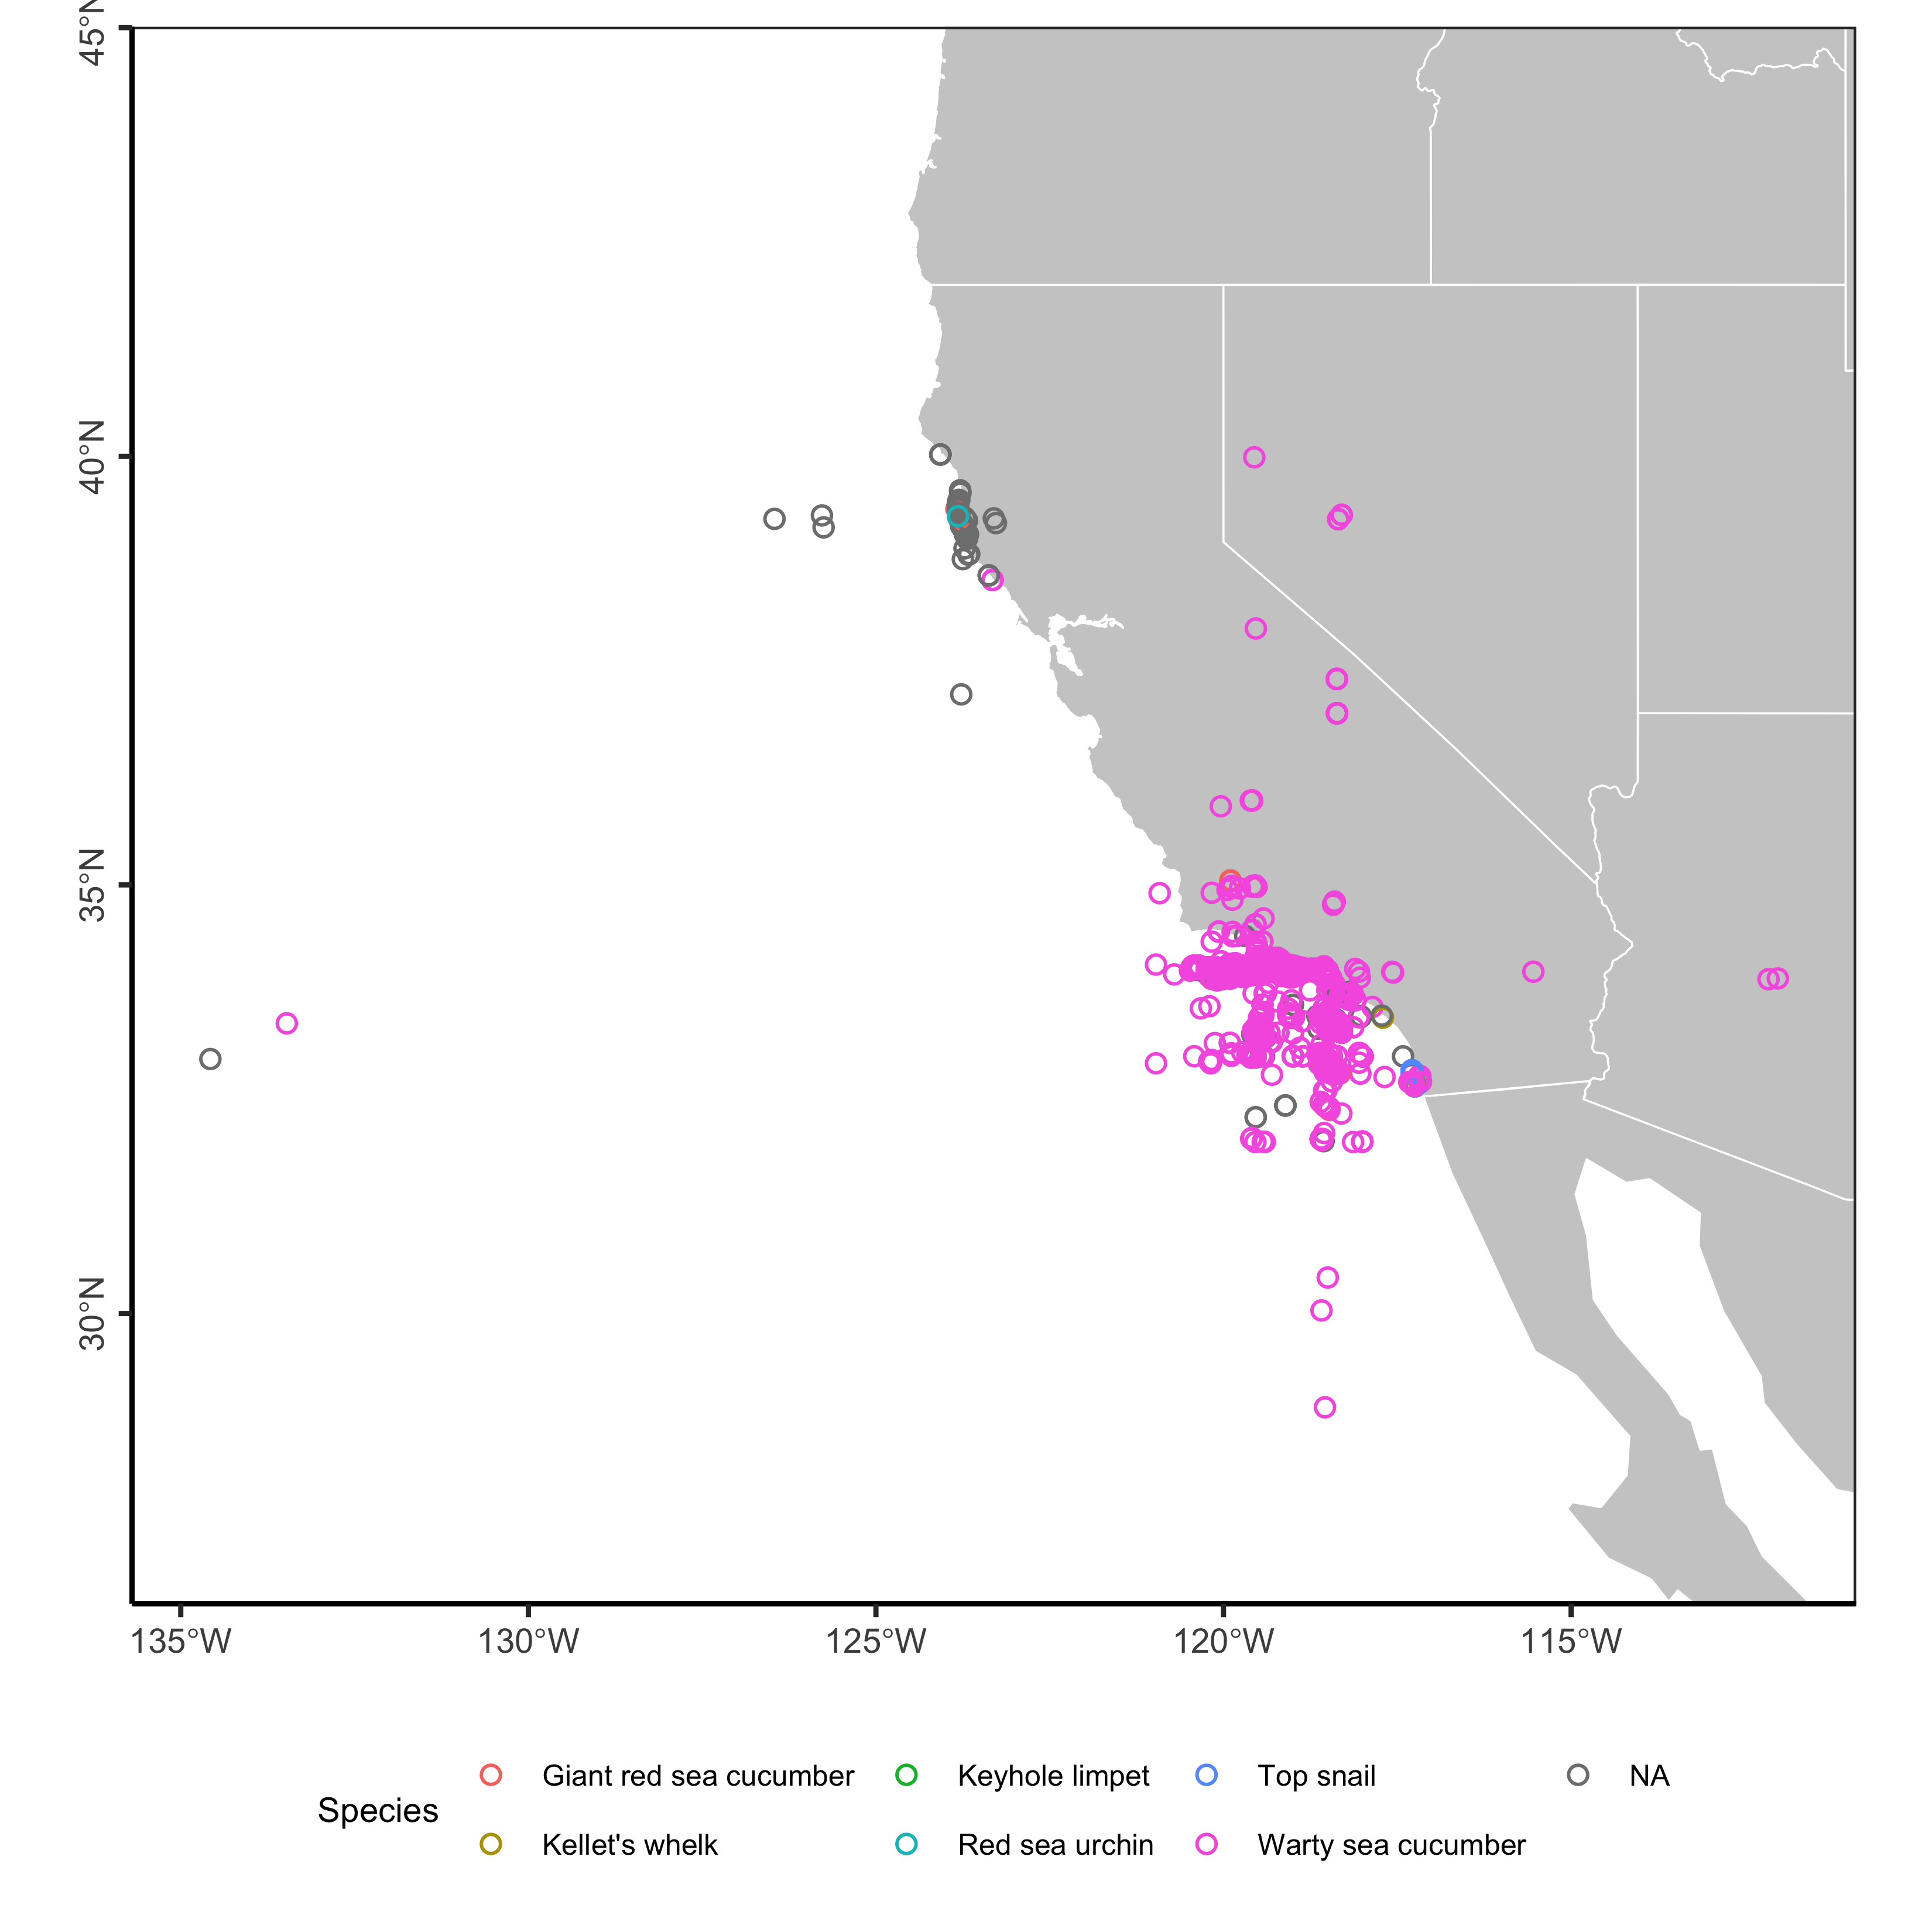 45°N
40°N
35°N
30°N
135°W 130°W 125°W 120°W 115°W
Species
Giant red sea cucumber Keyhole limpet Top snail NA
Kellet's whelk Red sea urchin Warty sea cucumber